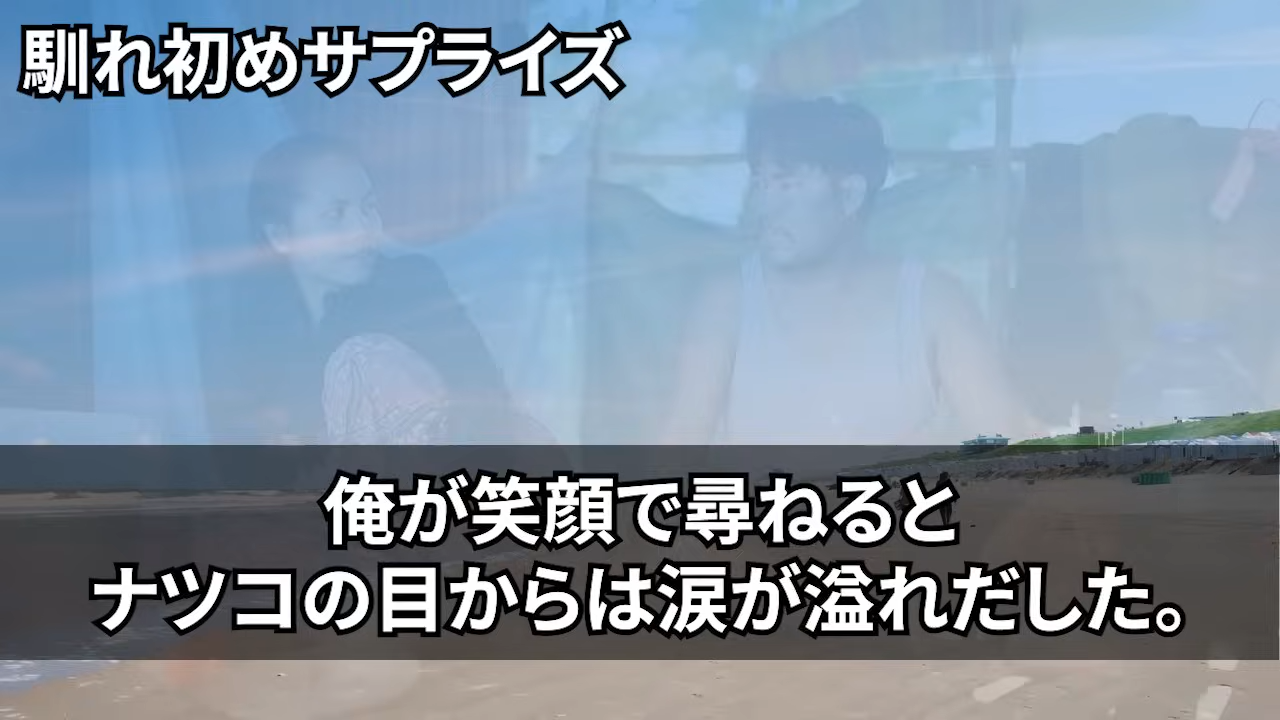 馴れ初めサプライズ
俺が笑顔で尋ねると
ナツコの目からは涙が溢れだした。